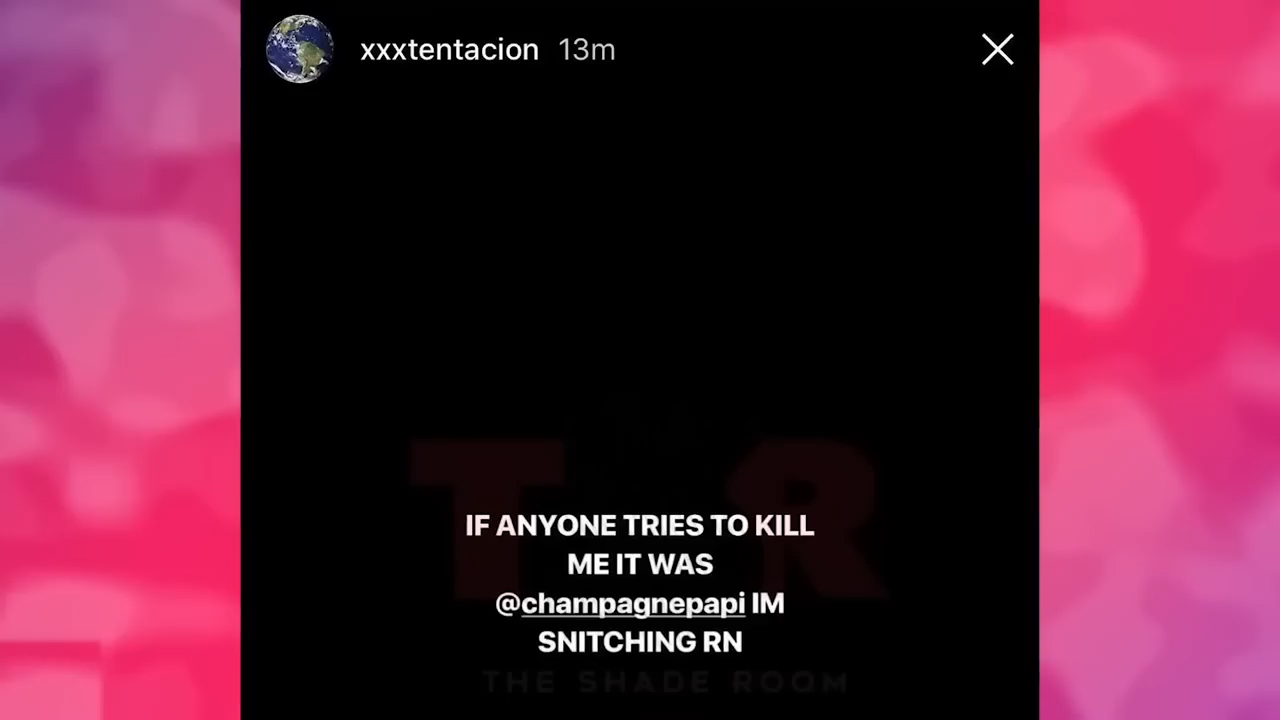 xxxtentacion 13m
T R
IF ANYONE TRIES TO KILL
ME IT WAS
@champagnepapi IM
SNITCHING RN
THE SHADE ROOM